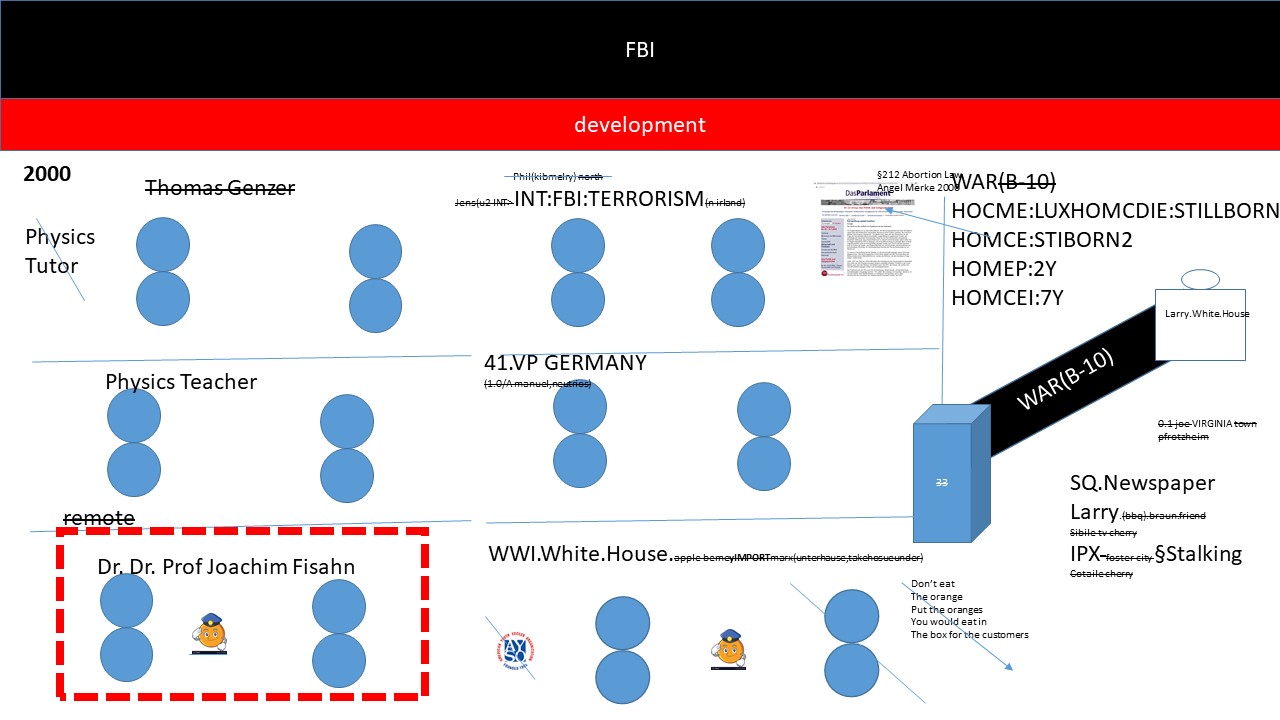 FBI
development
2000
Thomas Genzer
Physics
Tutor
Phil(kibmelry) north
Jens(u2 INT> INT:FBI:TERRORISM(n irland)
§212 Abortion Law
Angel Merke 2000
DasParlament
WAR(B-10)
HOCME:LUXHOMCDIE:STILLBORN
HOMCE:STIBORN2
HOMEP:2Y
HOMCEI:7Y
Larry.White.House
WAR(B-10)
33
Physics Teacher
41.VP GERMANY
(1.0/A manuel,neutrios)
0.1 joe VIRGINIA town
pfrotzheim
SQ.Newspaper
Larry.(bbq).braun.friend
Sibile tv cherry
IPX-foster city §Stalking
Cotaile cherry
remote
Dr. Dr. Prof Joachim Fisahn
WWI.White.House.apple berneyIMPORTmarx(unterhause,takehosueunder)
AYSO
Don't eat
The orange
Put the oranges
You would eat in
The box for the customers